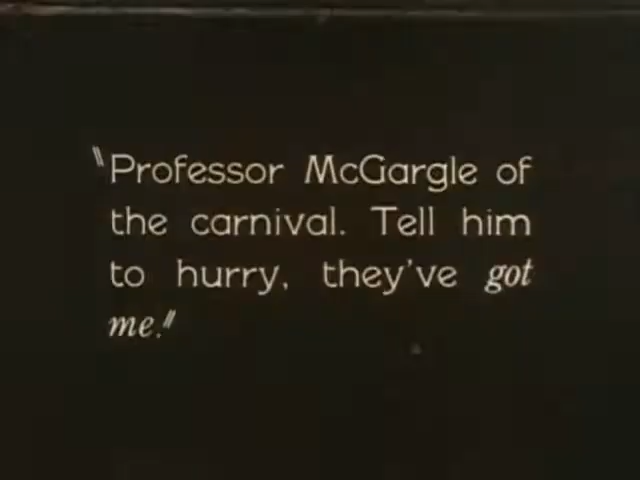 "Professor McGargle of
the carnival. Tell him
to hurry, they've got
me."